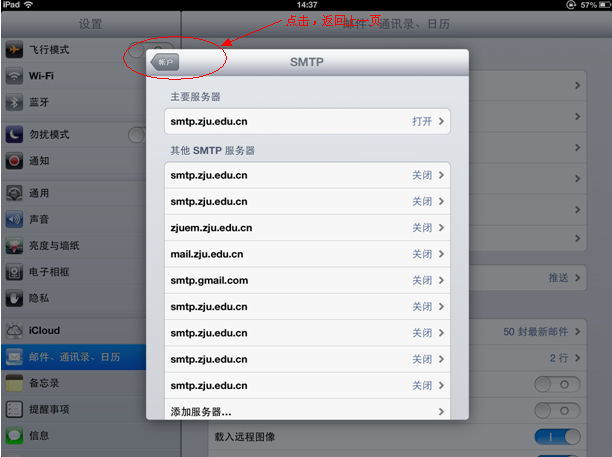 iPad
14:37
57%
设置
点击，返回上一页
邮件、通讯录、日历
飞行模式
Wi-Fi
蓝牙
勿扰模式
通知
通用
声音
亮度与墙纸
电子相框
隐私
iCloud
邮件、通讯录、日历
备忘录
提醒事项
信息
帐户
SMTP
主要服务器
smtp.zju.edu.cn 打开
其他 SMTP 服务器
smtp.zju.edu.cn 关闭
smtp.zju.edu.cn 关闭
zjuem.zju.edu.cn 关闭
mail.zju.edu.cn 关闭
smtp.gmail.com 关闭
smtp.zju.edu.cn 关闭
smtp.zju.edu.cn 关闭
smtp.zju.edu.cn 关闭
smtp.zju.edu.cn 关闭
添加服务器...
推送
50 封最新邮件
2 行
载入远程图像